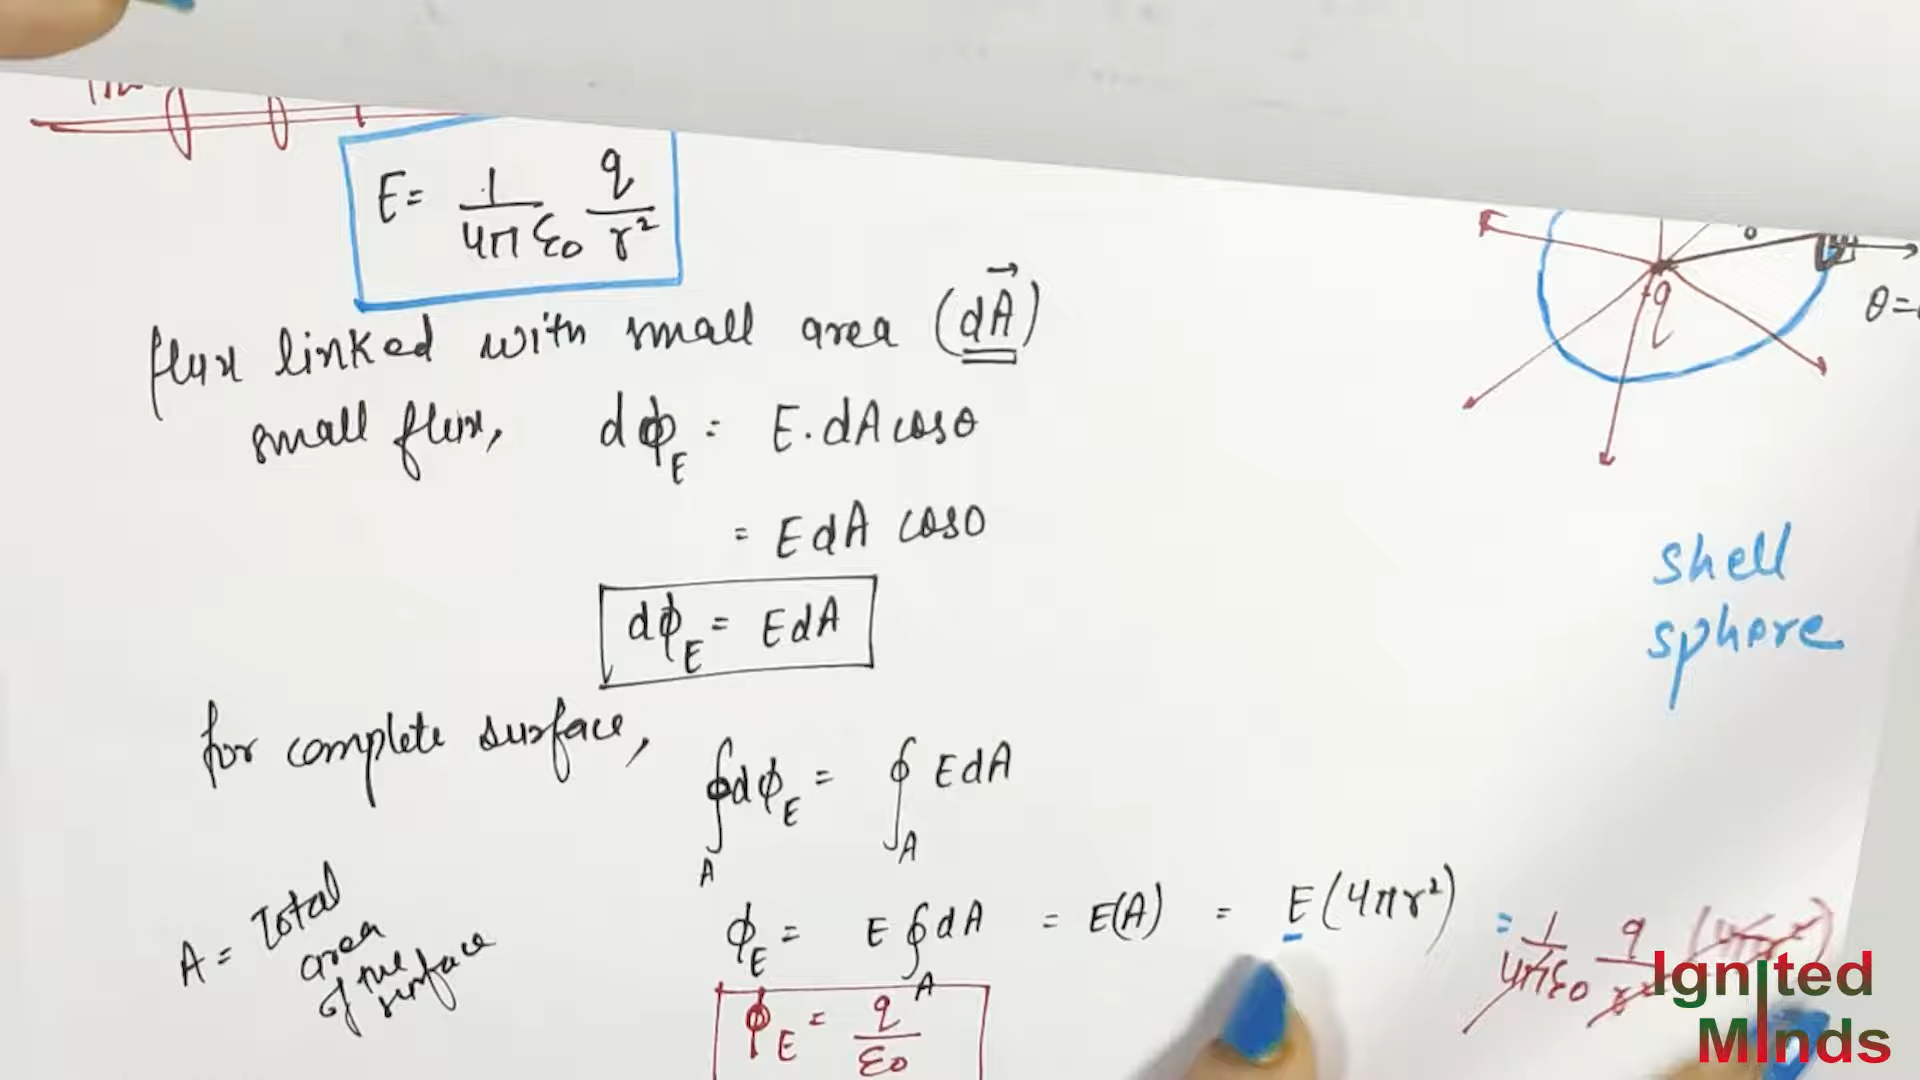 E = 1/4πε₀ q/r²
q
θ=
flux linked with small area (dA⃗)
small flux, dϕ_E = E.dA cosθ
= EdA cos0
dϕ_E = EdA
shell
sphere
for complete surface,
∮_A dϕ_E = ∮_A EdA
A = Total
area
of the
surface
ϕ_E = E ∮_A dA = E(A) = E(4πr²) = 1/4πε₀ q/r² (4πr²)
ϕ_E = q/ε₀
Ignited
Minds